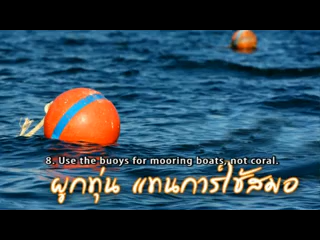 8. Use the buoys for mooring boats, not coral.
ผูกทุ่น แทนการใช้สมอ